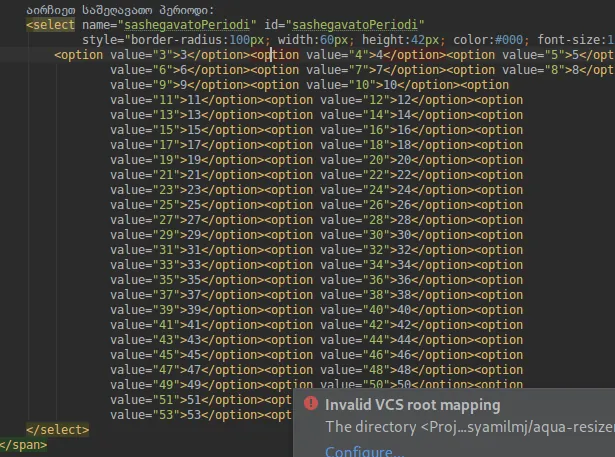 აირჩიეთ საშეღავათო პერიოდი:
<select name="sashegavatoPeriodi" id="sashegavatoPeriodi"
style="border-radius:100px; width:60px; height:42px; color:#000; font-size:1
<option value="3">3</option><option value="4">4</option><option value="5">5</opt
value="6">6</option><option value="7">7</option><option value="8">8</opt
value="9">9</option><option value="10">10</option><option
value="11">11</option><option value="12">12</option><option
value="13">13</option><option value="14">14</option><option
value="15">15</option><option value="16">16</option><option
value="17">17</option><option value="18">18</option><option
value="19">19</option><option value="20">20</option><option
value="21">21</option><option value="22">22</option><option
value="23">23</option><option value="24">24</option><option
value="25">25</option><option value="26">26</option><option
value="27">27</option><option value="28">28</option><option
value="29">29</option><option value="30">30</option><option
value="31">31</option><option value="32">32</option><option
value="33">33</option><option value="34">34</option><option
value="35">35</option><option value="36">36</option><option
value="37">37</option><option value="38">38</option><option
value="39">39</option><option value="40">40</option><option
value="41">41</option><option value="42">42</option><option
value="43">43</option><option value="44">44</option><option
value="45">45</option><option value="46">46</option><option
value="47">47</option><option value="48">48</option><option
value="49">49</option><option value="50">50</option><option
value="51">51</option><opt
value="53">53</option><opt
</select>
</span>
Invalid VCS root mapping
The directory <Proj...syamilmj/aqua-resizer
Configure...